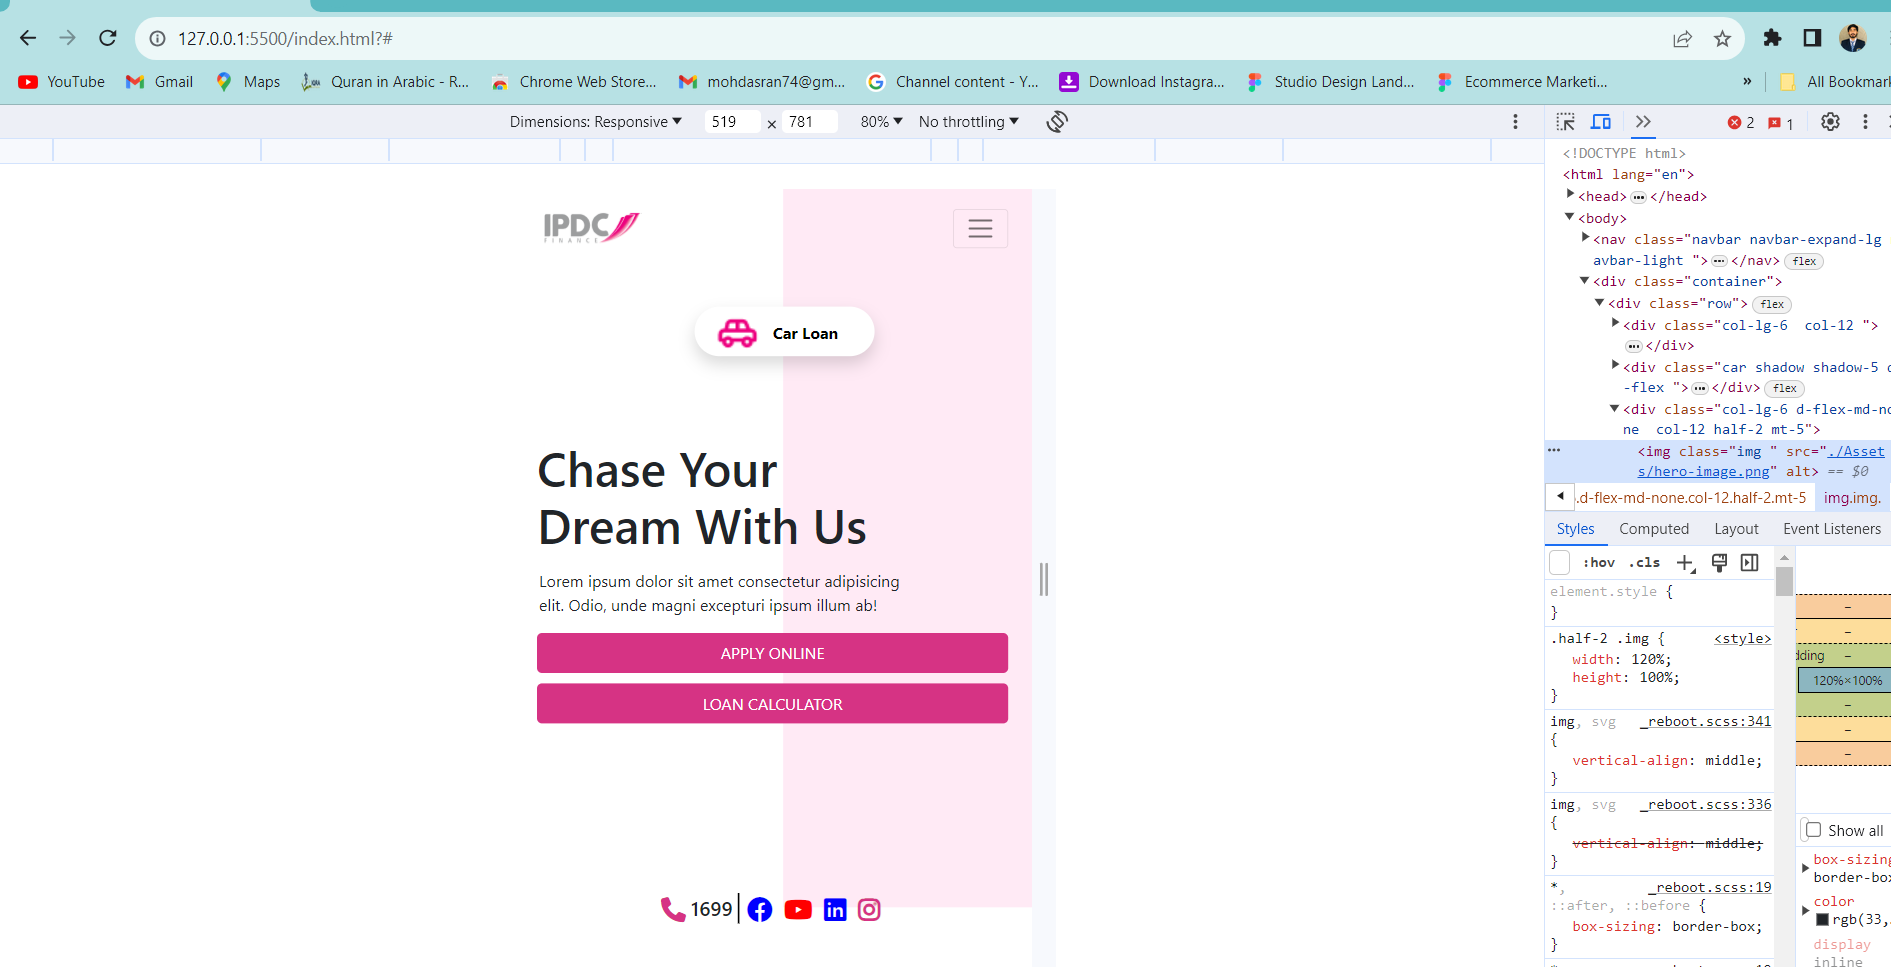 127.0.0.1:5500/index.html?#
YouTube Gmail Maps Quran in Arabic - R... Chrome Web Store... mohdasran74@gm... Channel content - Y... Download Instagra... Studio Design Land... Ecommerce Marketi... » All Bookmar
Dimensions: Responsive 519 × 781 80% No throttling
2 1
IPDC
FINANCE
Car Loan
Chase Your
Dream With Us
Lorem ipsum dolor sit amet consectetur adipisicing
elit. Odio, unde magni excepturi ipsum illum ab!
APPLY ONLINE
LOAN CALCULATOR
1699
<!DOCTYPE html>
<html lang="en">
<head> ••• </head>
<body>
<nav class="navbar navbar-expand-lg
avbar-light "> ••• </nav> flex
<div class="container">
<div class="row"> flex
<div class="col-lg-6  col-12 ">
••• </div>
<div class="car shadow shadow-5 d
-flex "> ••• </div> flex
<div class="col-lg-6 d-flex-md-no
ne  col-12 half-2 mt-5">
••• <img class="img " src="./Asset
s/hero-image.png" alt> == $0
.d-flex-md-none.col-12.half-2.mt-5 img.img.
Styles Computed Layout Event Listeners
:hov .cls
element.style {
}
.half-2 .img { <style>
width: 120%;
height: 100%;
}
img, svg _reboot.scss:341
{
vertical-align: middle;
}
img, svg _reboot.scss:336
{
vertical-align: middle;
}
*, _reboot.scss:19
::after, ::before {
box-sizing: border-box;
}
–
–
dding –
120%×100%
–
–
–
Show all
box-sizing
border-box
color
rgb(33,
display
inline